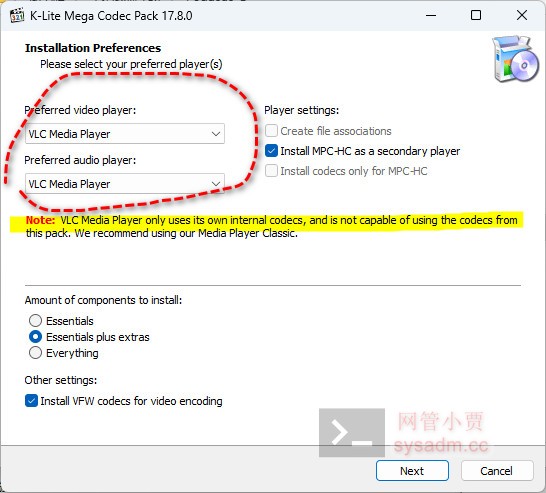 K-Lite Mega Codec Pack 17.8.0
Installation Preferences
Please select your preferred player(s)
Preferred video player:
VLC Media Player
Preferred audio player:
VLC Media Player
Player settings:
Create file associations
Install MPC-HC as a secondary player
Install codecs only for MPC-HC
Note: VLC Media Player only uses its own internal codecs, and is not capable of using the codecs from
this pack. We recommend using our Media Player Classic.
Amount of components to install:
Essentials
Essentials plus extras
Everything
Other settings:
Install VFW codecs for video encoding
网管小贾
sysadm.cc
Next
Cancel